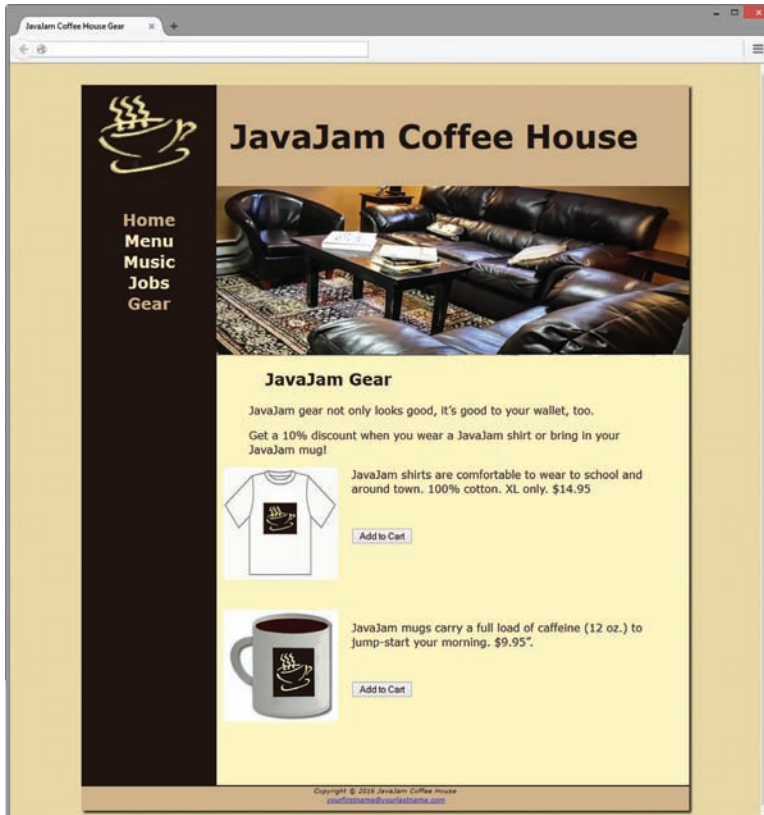 JavaJam Coffee House Gear
JavaJam Coffee House
Home
Menu
Music
Jobs
Gear
JavaJam Gear
JavaJam gear not only looks good, it's good to your wallet, too.
Get a 10% discount when you wear a JavaJam shirt or bring in your
JavaJam mug!
JavaJam shirts are comfortable to wear to school and
around town. 100% cotton. XL only. $14.95
Add to Cart
JavaJam mugs carry a full load of caffeine (12 oz.) to
jump-start your morning. $9.95”.
Add to Cart
Copyright © 2016 JavaJam Coffee House
yourfirstname@yourlastname.com